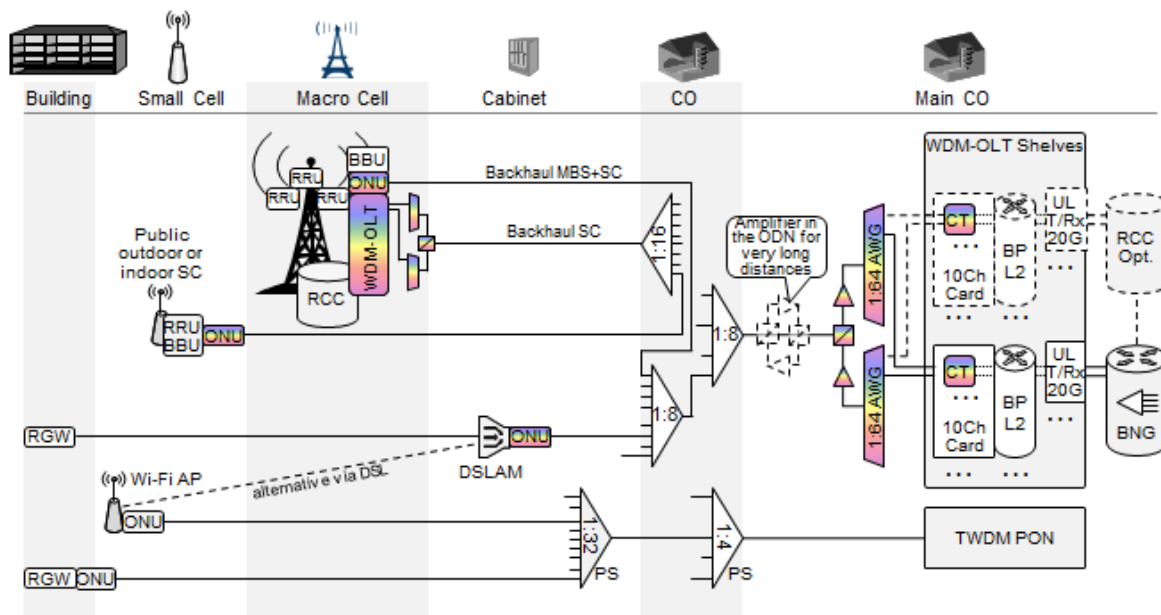 Building
Small Cell
Macro Cell
Cabinet
CO
Main CO
WDM-OLT Shelves
BBU
ONU
RRU
RRU
RRU
WDM-OLT
RCC
Backhaul MBS+SC
Backhaul SC
1:16
Public
outdoor or
indoor SC
RRU
BBU
ONU
Amplifier in
the ODN for
very long
distances
1:8
1:8
1:64 AWG
1:64 AWG
CT
...
10Ch
Card
...
BP
L2
...
UL
T/Rx
20G
...
RCC
Opt.
CT
...
10Ch
Card
...
BP
L2
...
UL
T/Rx
20G
...
BNG
RGW
DSLAM
ONU
alternative via DSL
Wi-Fi AP
ONU
RGW
ONU
1:32
PS
1:4
PS
TWDM PON